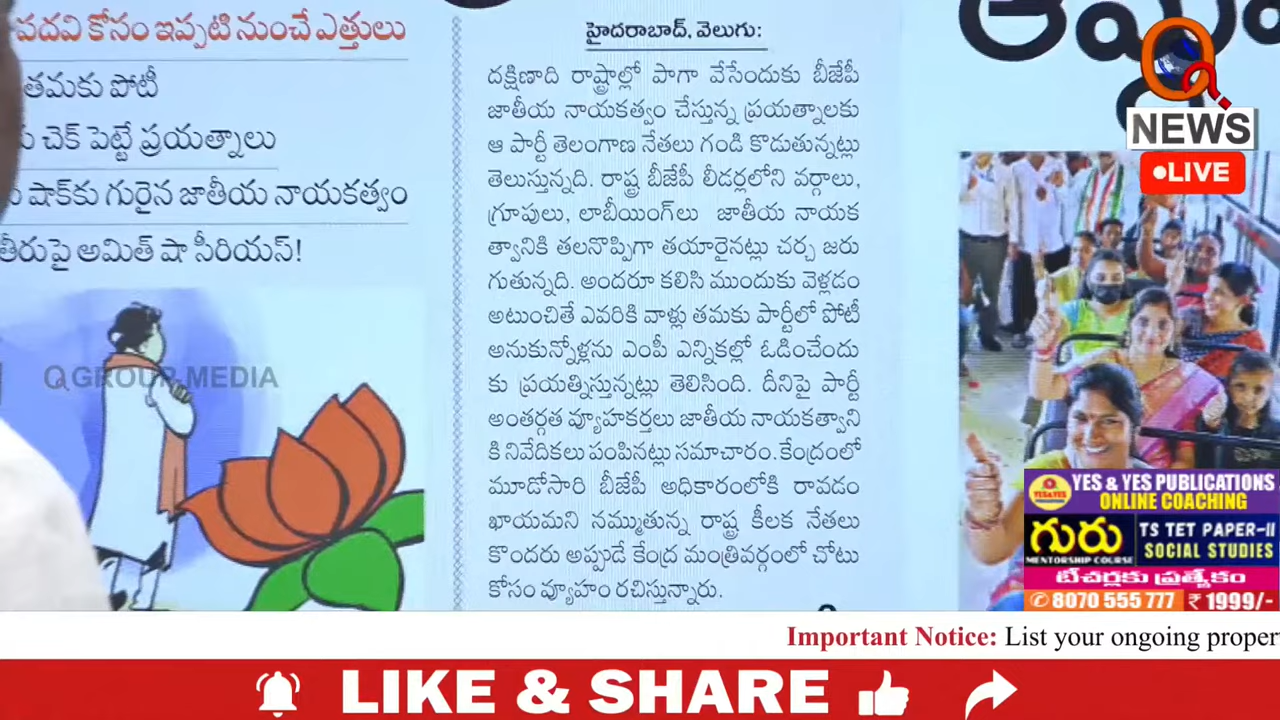 పదవి కోసం ఇప్పటి నుంచే ఎత్తులు
తమకు పోటీ
చెక్ పెట్టే ప్రయత్నాలు
షాక్‌కు గురైన జాతీయ నాయకత్వం
తీరుపై అమిత్ షా సీరియస్!
QGROUP MEDIA
హైదరాబాద్, వెలుగు:
దక్షిణాది రాష్ట్రాల్లో పాగా వేసేందుకు బీజేపీ
జాతీయ నాయకత్వం చేస్తున్న ప్రయత్నాలకు
ఆ పార్టీ తెలంగాణ నేతలు గండి కొడుతున్నట్లు
తెలుస్తున్నది. రాష్ట్ర బీజేపీ లీడర్లలోని వర్గాలు,
గ్రూపులు, లాబీయింగ్‌లు జాతీయ నాయక
త్వానికి తలనొప్పిగా తయారైనట్లు చర్చ జరు
గుతున్నది. అందరూ కలిసి ముందుకు వెళ్లడం
అటుంచితే ఎవరికి వాళ్లు తమకు పార్టీలో పోటీ
అనుకున్నోళ్లను ఎంపీ ఎన్నికల్లో ఓడించేందు
కు ప్రయత్నిస్తున్నట్లు తెలిసింది. దీనిపై పార్టీ
అంతర్గత వ్యూహకర్తలు జాతీయ నాయకత్వాని
కి నివేదికలు పంపినట్లు సమాచారం. కేంద్రంలో
మూడోసారి బీజేపీ అధికారంలోకి రావడం
ఖాయమని నమ్ముతున్న రాష్ట్ర కీలక నేతలు
కొందరు అప్పుడే కేంద్ర మంత్రివర్గంలో చోటు
కోసం వ్యూహం రచిస్తున్నారు.
Q
NEWS
LIVE
YES & YES PUBLICATIONS
ONLINE COACHING
YES&YES
గురు
MENTORSHIP COURSE
TS TET PAPER-II
SOCIAL STUDIES
టీచర్లకు ప్రత్యేకం
8070 555 777 ₹ 1999/-
Important Notice: List your ongoing proper
LIKE & SHARE